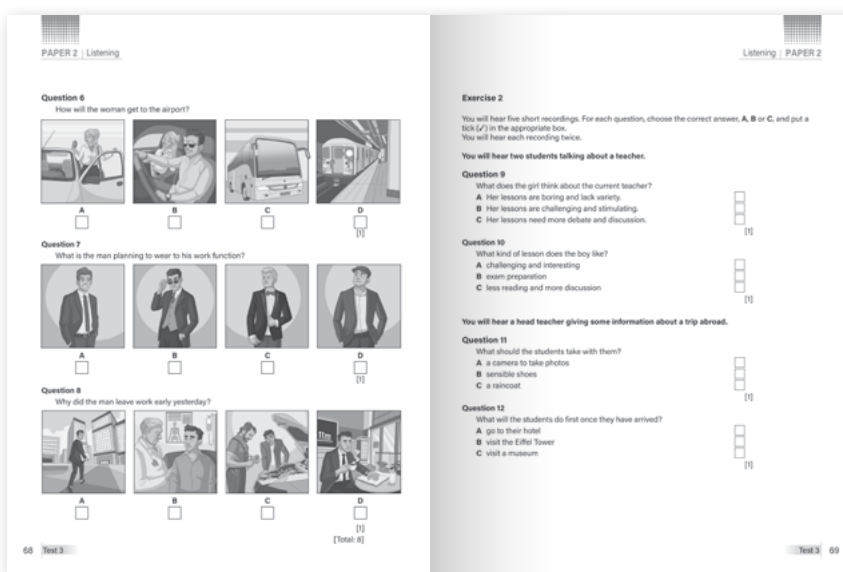 PAPER 2 | Listening
Question 6
How will the woman get to the airport?
A
B
C
D
[1]
Question 7
What is the man planning to wear to his work function?
A
B
C
D
[1]
Question 8
Why did the man leave work early yesterday?
A
B
C
D
[1]
[Total: 8]
68 Test 3
Listening | PAPER 2
Exercise 2
You will hear five short recordings. For each question, choose the correct answer, A, B or C, and put a
tick (✓) in the appropriate box.
You will hear each recording twice.
You will hear two students talking about a teacher.
Question 9
What does the girl think about the current teacher?
A Her lessons are boring and lack variety.
B Her lessons are challenging and stimulating.
C Her lessons need more debate and discussion.
[1]
Question 10
What kind of lesson does the boy like?
A challenging and interesting
B exam preparation
C less reading and more discussion
[1]
You will hear a head teacher giving some information about a trip abroad.
Question 11
What should the students take with them?
A a camera to take photos
B sensible shoes
C a raincoat
[1]
Question 12
What will the students do first once they have arrived?
A go to their hotel
B visit the Eiffel Tower
C visit a museum
[1]
Test 3 69